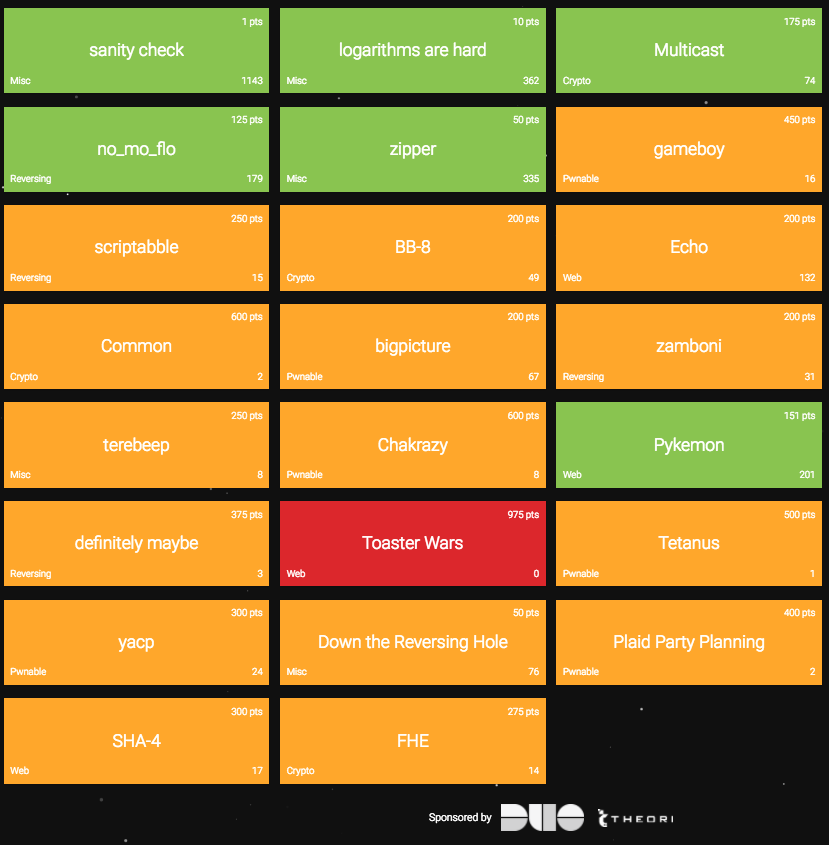 1 pts
sanity check
Misc 1143
10 pts
logarithms are hard
Misc 362
175 pts
Multicast
Crypto 74
125 pts
no_mo_flo
Reversing 179
50 pts
zipper
Misc 335
450 pts
gameboy
Pwnable 16
250 pts
scriptabble
Reversing 15
200 pts
BB-8
Crypto 49
200 pts
Echo
Web 132
600 pts
Common
Crypto 2
200 pts
bigpicture
Pwnable 67
200 pts
zamboni
Reversing 31
250 pts
terebeep
Misc 8
600 pts
Chakrazy
Pwnable 8
151 pts
Pykemon
Web 201
375 pts
definitely maybe
Reversing 3
975 pts
Toaster Wars
Web 0
500 pts
Tetanus
Pwnable 1
300 pts
yacp
Pwnable 24
50 pts
Down the Reversing Hole
Misc 76
400 pts
Plaid Party Planning
Pwnable 2
300 pts
SHA-4
Web 17
275 pts
FHE
Crypto 14
Sponsored by DUO THEORI